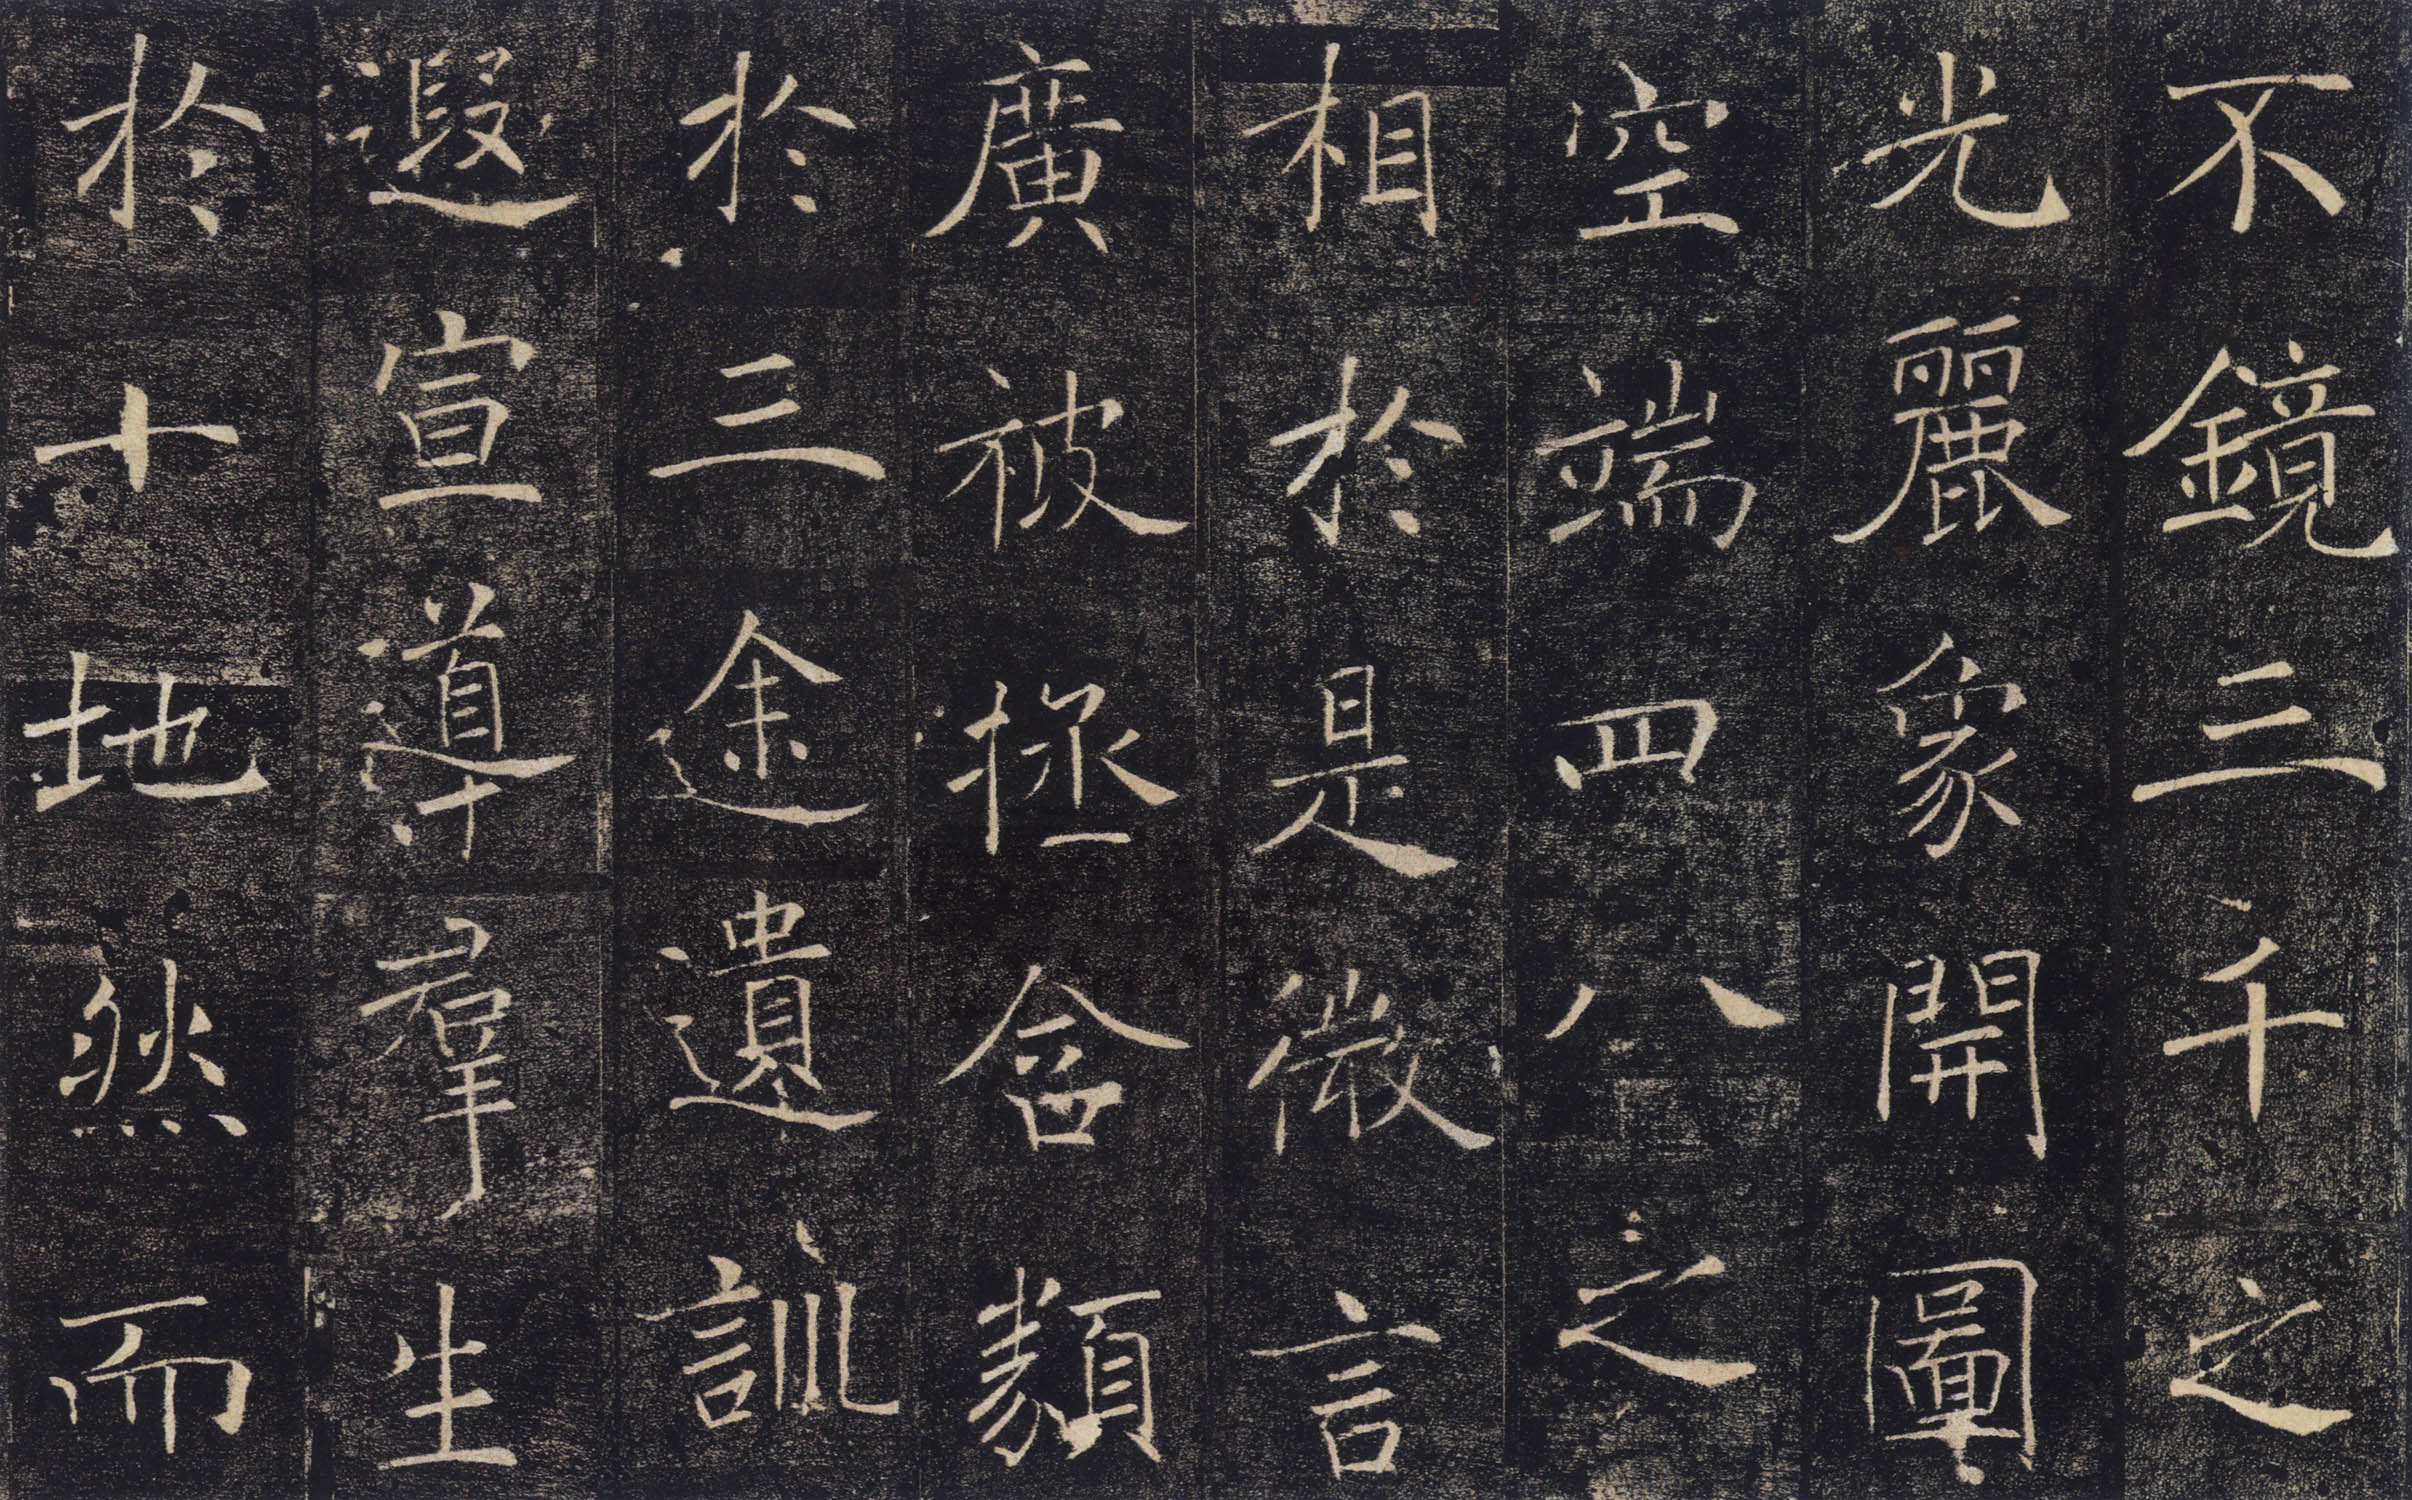 不鏡三千之
光麗象開圖
空端四八之
相於是微言
廣被拯含類
於三途遺訓
遐宣導羣生
於十地然而